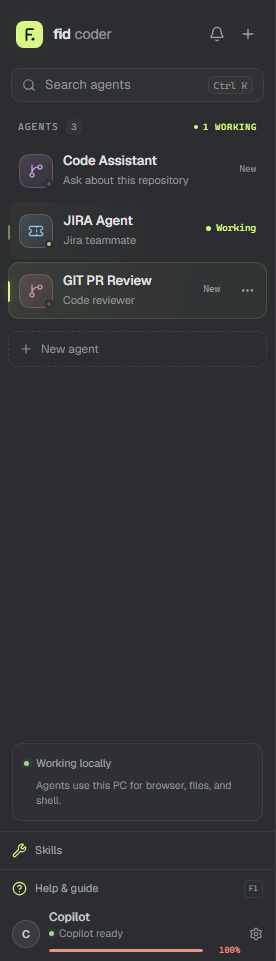 fid coder
Search agents Ctrl K
AGENTS 3 1 WORKING
Code Assistant New
Ask about this repository
JIRA Agent Working
Jira teammate
GIT PR Review New
Code reviewer
New agent
Working locally
Agents use this PC for browser, files, and
shell.
Skills
Help & guide F1
C Copilot
Copilot ready
100%